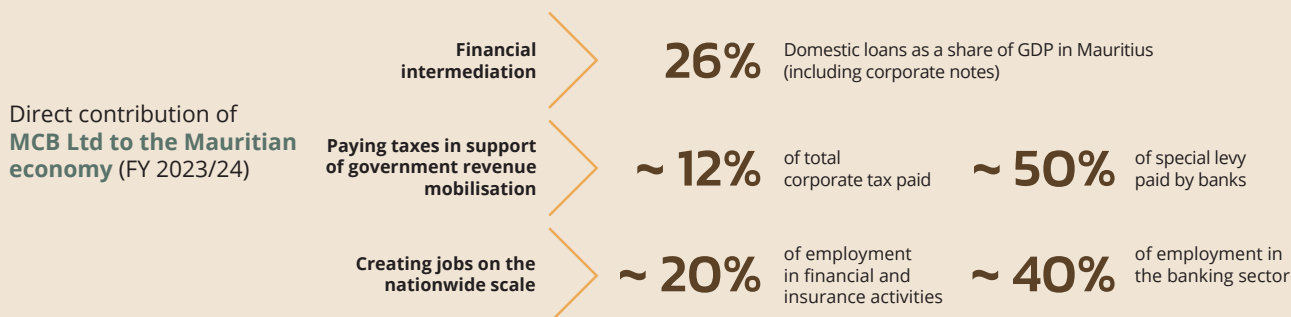 Direct contribution of
MCB Ltd to the Mauritian
economy (FY 2023/24)
Financial
intermediation
26%
Domestic loans as a share of GDP in Mauritius
(including corporate notes)
Paying taxes in support
of government revenue
mobilisation
~ 12%
of total
corporate tax paid
~ 50%
of special levy
paid by banks
Creating jobs on the
nationwide scale
~ 20%
of employment
in financial and
insurance activities
~ 40%
of employment in
the banking sector